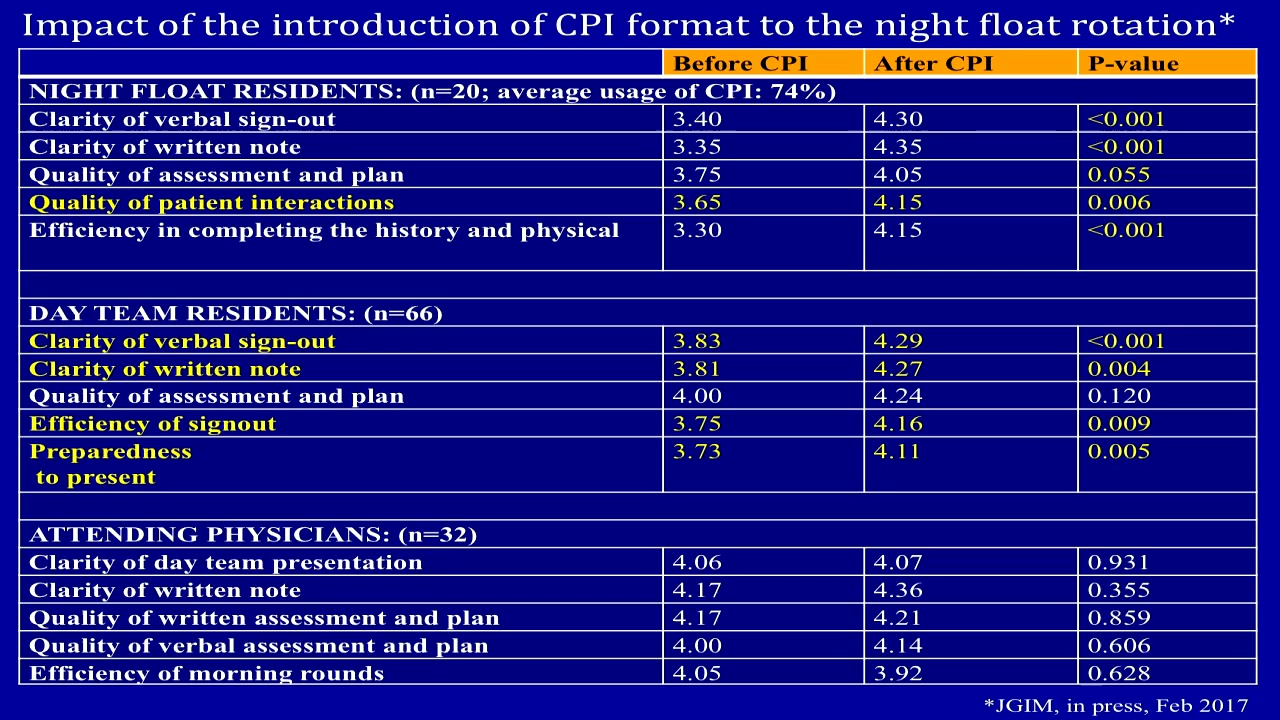 Impact of the introduction of CPI format to the night float rotation*
Before CPI After CPI P-value
NIGHT FLOAT RESIDENTS: (n=20; average usage of CPI: 74%)
Clarity of verbal sign-out 3.40 4.30 <0.001
Clarity of written note 3.35 4.35 <0.001
Quality of assessment and plan 3.75 4.05 0.055
Quality of patient interactions 3.65 4.15 0.006
Efficiency in completing the history and physical 3.30 4.15 <0.001
DAY TEAM RESIDENTS: (n=66)
Clarity of verbal sign-out 3.83 4.29 <0.001
Clarity of written note 3.81 4.27 0.004
Quality of assessment and plan 4.00 4.24 0.120
Efficiency of signout 3.75 4.16 0.009
Preparedness 3.73 4.11 0.005
to present
ATTENDING PHYSICIANS: (n=32)
Clarity of day team presentation 4.06 4.07 0.931
Clarity of written note 4.17 4.36 0.355
Quality of written assessment and plan 4.17 4.21 0.859
Quality of verbal assessment and plan 4.00 4.14 0.606
Efficiency of morning rounds 4.05 3.92 0.628
*JGIM, in press, Feb 2017